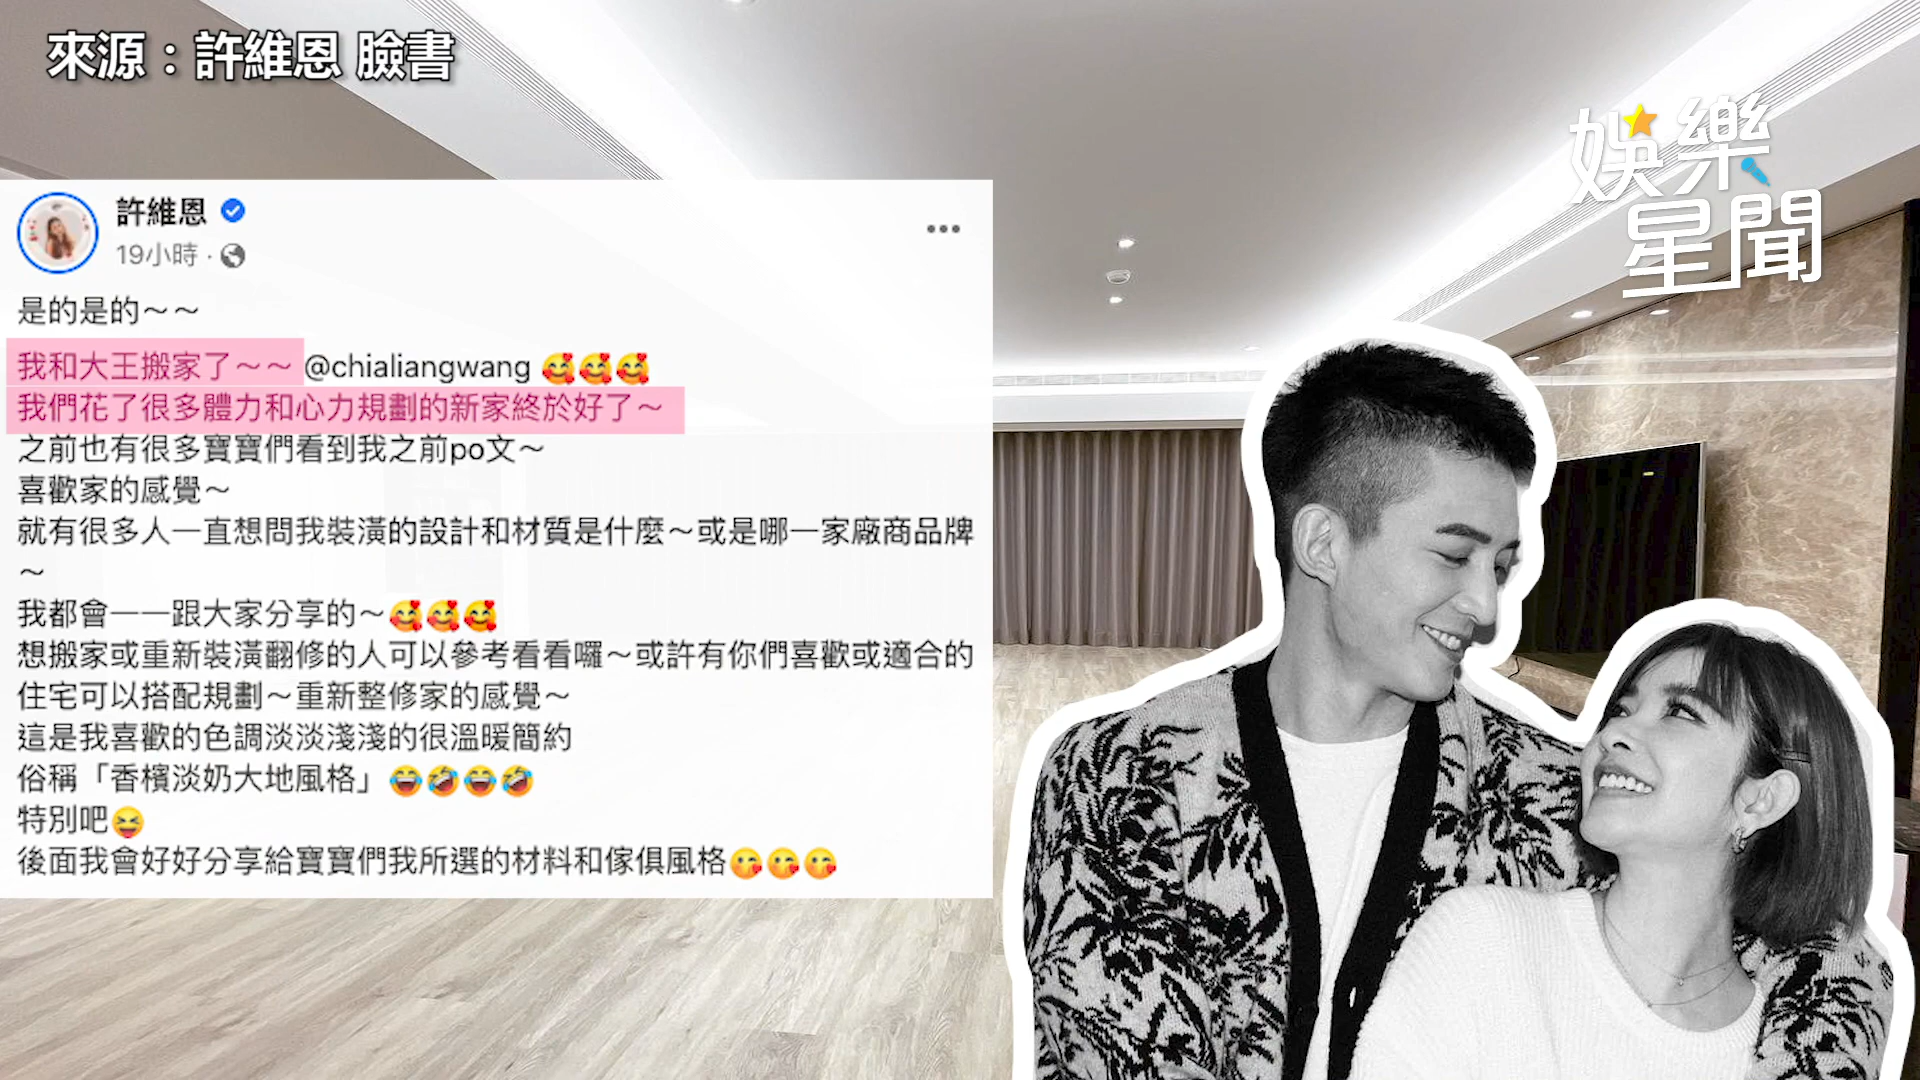 來源：許維恩 臉書
娛樂
星聞
許維恩
19小時 ·
是的是的～～
我和大王搬家了～～ @chialiangwang 🥰🥰🥰
我們花了很多體力和心力規劃的新家終於好了～
之前也有很多寶寶們看到我之前po文～
喜歡家的感覺～
就有很多人一直想問我裝潢的設計和材質是什麼～或是哪一家廠商品牌
～
我都會一一跟大家分享的～🥰🥰🥰
想搬家或重新裝潢翻修的人可以參考看看囉～或許有你們喜歡或適合的
住宅可以搭配規劃～重新整修家的感覺～
這是我喜歡的色調淡淡淺淺的很溫暖簡約
俗稱「香檳淡奶大地風格」😂🤣😂🤣
特別吧😝
後面我會好好分享給寶寶們我所選的材料和傢俱風格😘😘😘